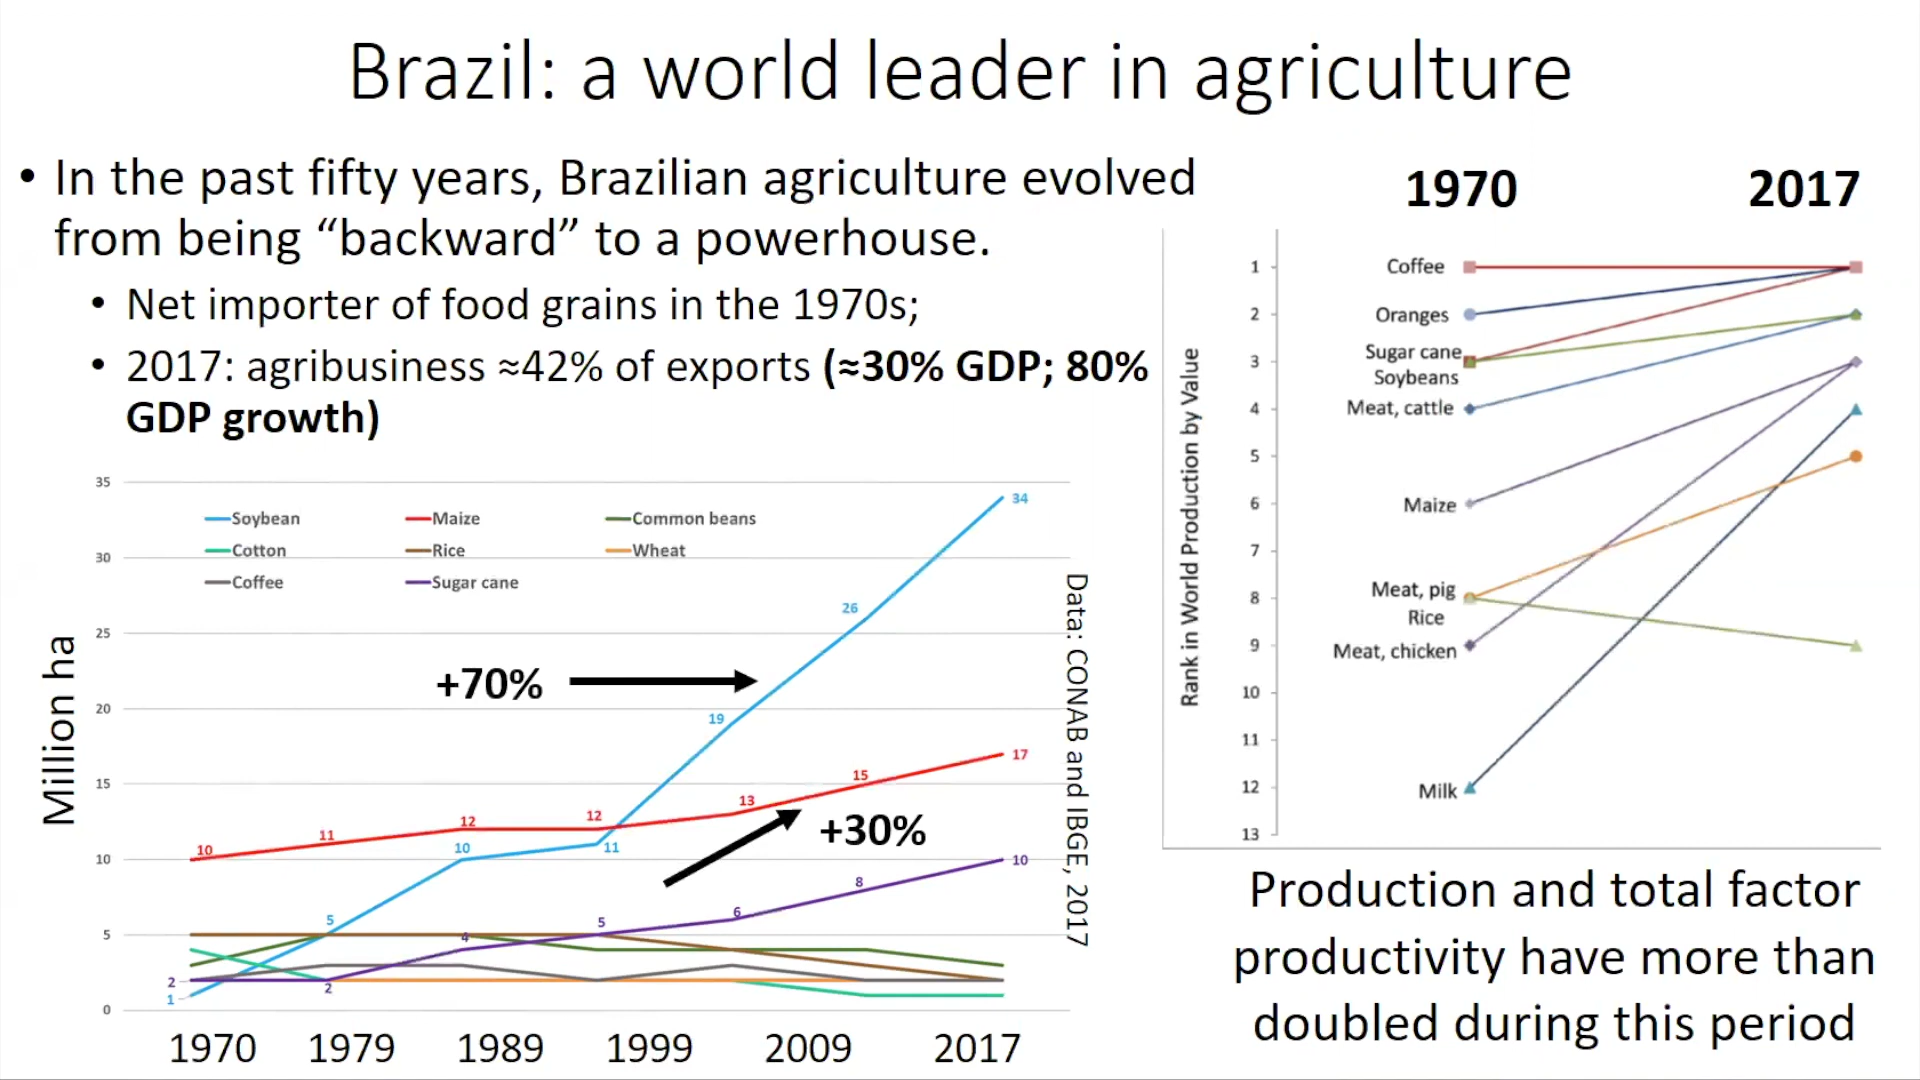 Brazil: a world leader in agriculture
• In the past fifty years, Brazilian agriculture evolved
from being “backward” to a powerhouse.
• Net importer of food grains in the 1970s;
• 2017: agribusiness ≈42% of exports (≈30% GDP; 80%
GDP growth)
35
30
25
20
15
10
5
0
Million ha
Soybean Maize Common beans
Cotton Rice Wheat
Coffee Sugar cane
34
26
+70%
19
17
15
13
12
12
11
10
+30%
11
10
10
8
6
5
5
4
2
2
1
1970 1979 1989 1999 2009 2017
Data: CONAB and IBGE, 2017
1970 2017
Rank in World Production by Value
1
2
3
4
5
6
7
8
9
10
11
12
13
Coffee
Oranges
Sugar cane
Soybeans
Meat, cattle
Maize
Meat, pig
Rice
Meat, chicken
Milk
Production and total factor
productivity have more than
doubled during this period